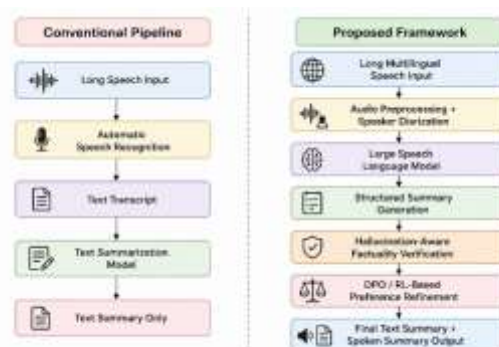 Conventional Pipeline
Long Speech Input
Automatic
Speech Recognition
Text Transcript
Text Summarization
Model
Text Summary Only
Proposed Framework
Long Multilingual
Speech Input
Audio Preprocessing +
Speaker Diarization
Large Speech
Language Model
Structured Summary
Generation
Hallucination-Aware
Factuality Verification
DPO / RL-Based
Preference Refinement
Final Text Summary +
Spoken Summary Output